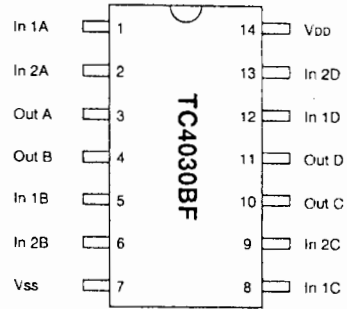 In 1A 1 14 VDD
In 2A 2 13 In 2D
Out A 3 12 In 1D
Out B 4 11 Out D
In 1B 5 10 Out C
In 2B 6 9 In 2C
Vss 7 8 In 1C
TC4030BF